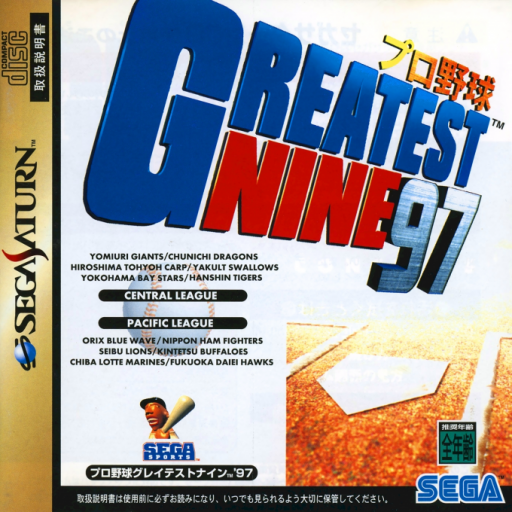 COMPACT
disc
取扱説明書
SEGA SATURN™
プロ野球
GREATEST™
NINE 97
YOMIURI GIANTS/CHUNICHI DRAGONS
HIROSHIMA TOHYOH CARP/YAKULT SWALLOWS
YOKOHAMA BAY STARS/HANSHIN TIGERS
CENTRAL LEAGUE
PACIFIC LEAGUE
ORIX BLUE WAVE/NIPPON HAM FIGHTERS
SEIBU LIONS/KINTETSU BUFFALOES
CHIBA LOTTE MARINES/FUKUOKA DAIEI HAWKS
SEGA
SPORTS™
プロ野球グレイテストナイン™'97
推奨年齢
全年齢
SEGA
取扱説明書は使用前に必ずお読みになり、いつでも見られるよう大切に保管してください。